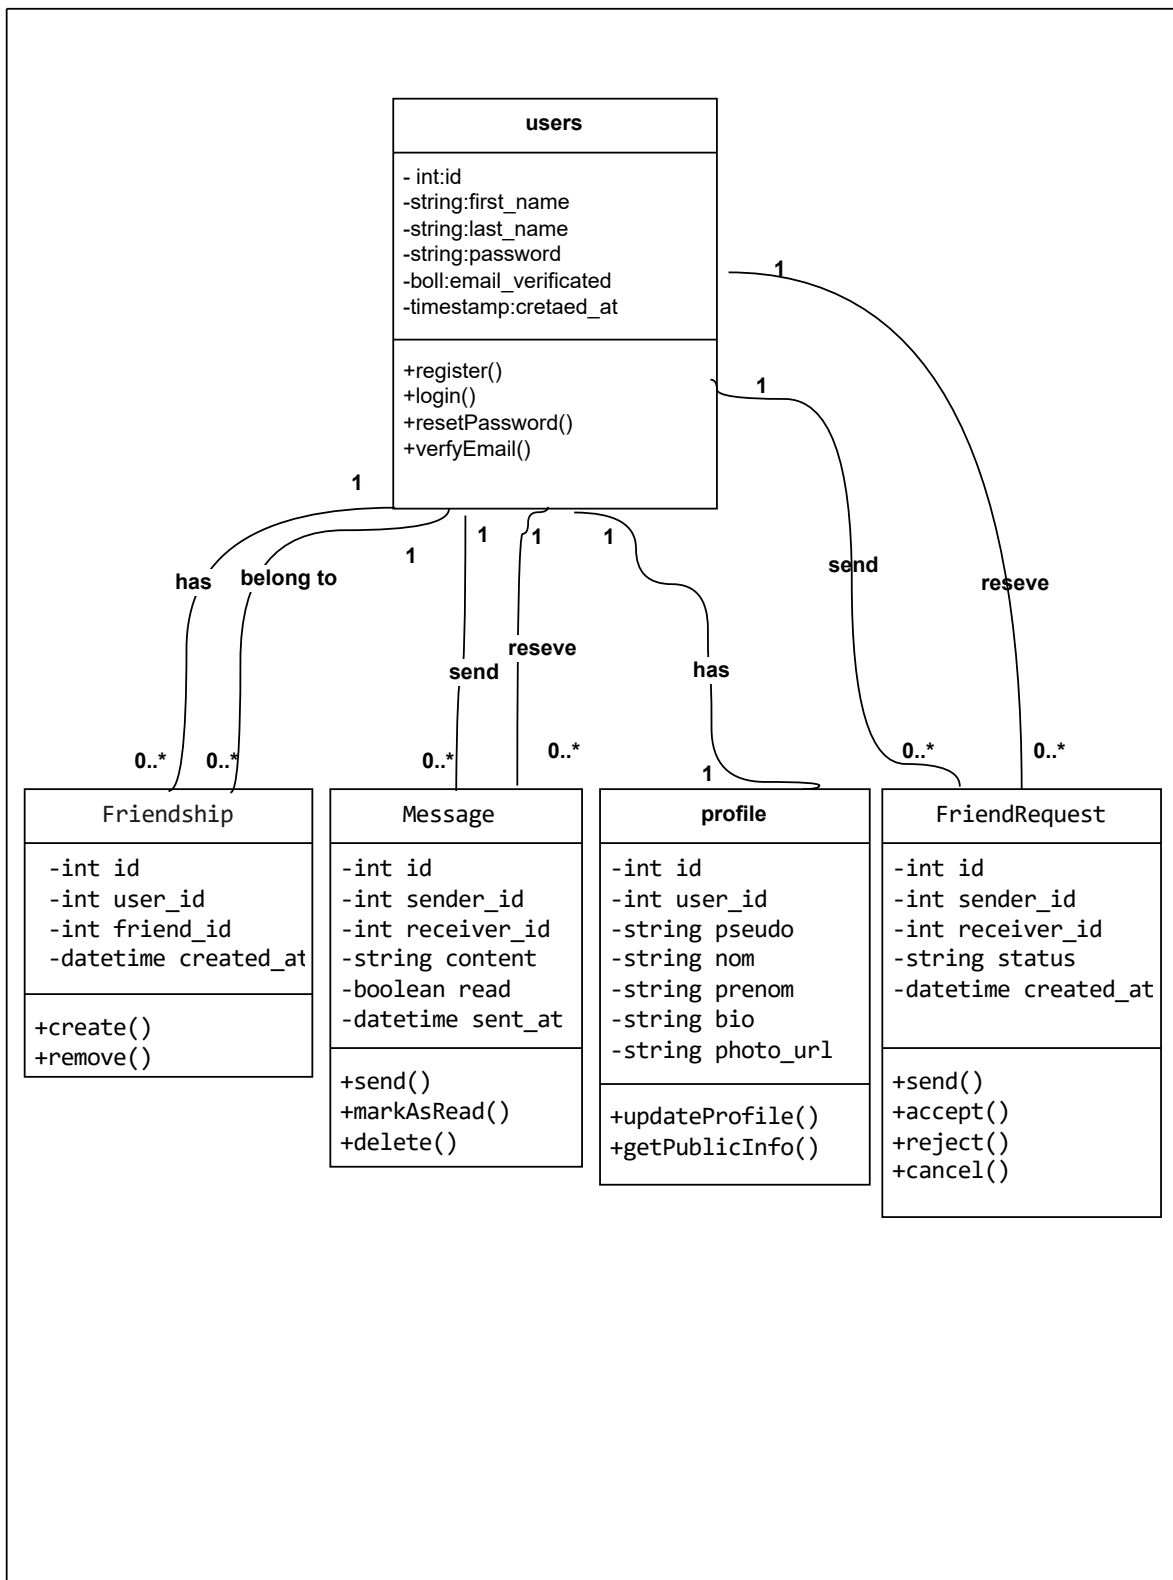 users
- int:id
-string:first_name
-string:last_name
-string:password
-boll:email_verificated
-timestamp:cretaed_at
+register()
+login()
+resetPassword()
+verfyEmail()
1
1
1
1
1
1
1
has
belong to
send
reseve
has
send
reseve
0..*
0..*
0..*
0..*
1
0..*
0..*
Friendship
-int id
-int user_id
-int friend_id
-datetime created_at
+create()
+remove()
Message
-int id
-int sender_id
-int receiver_id
-string content
-boolean read
-datetime sent_at
+send()
+markAsRead()
+delete()
profile
-int id
-int user_id
-string pseudo
-string nom
-string prenom
-string bio
-string photo_url
+updateProfile()
+getPublicInfo()
FriendRequest
-int id
-int sender_id
-int receiver_id
-string status
-datetime created_at
+send()
+accept()
+reject()
+cancel()